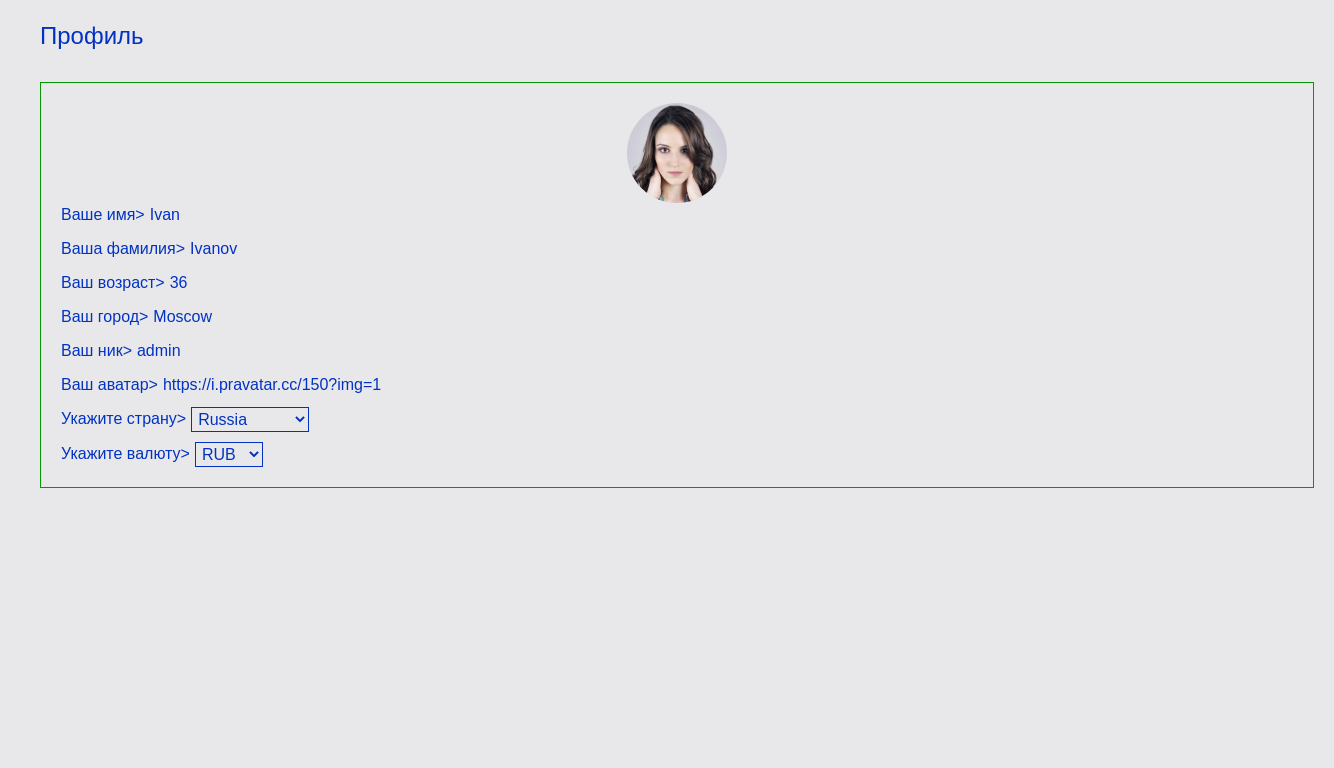 Профиль
Ваше имя> Ivan
Ваша фамилия> Ivanov
Ваш возраст> 36
Ваш город> Moscow
Ваш ник> admin
Ваш аватар> https://i.pravatar.cc/150?img=1
Укажите страну> Russia
Укажите валюту> RUB